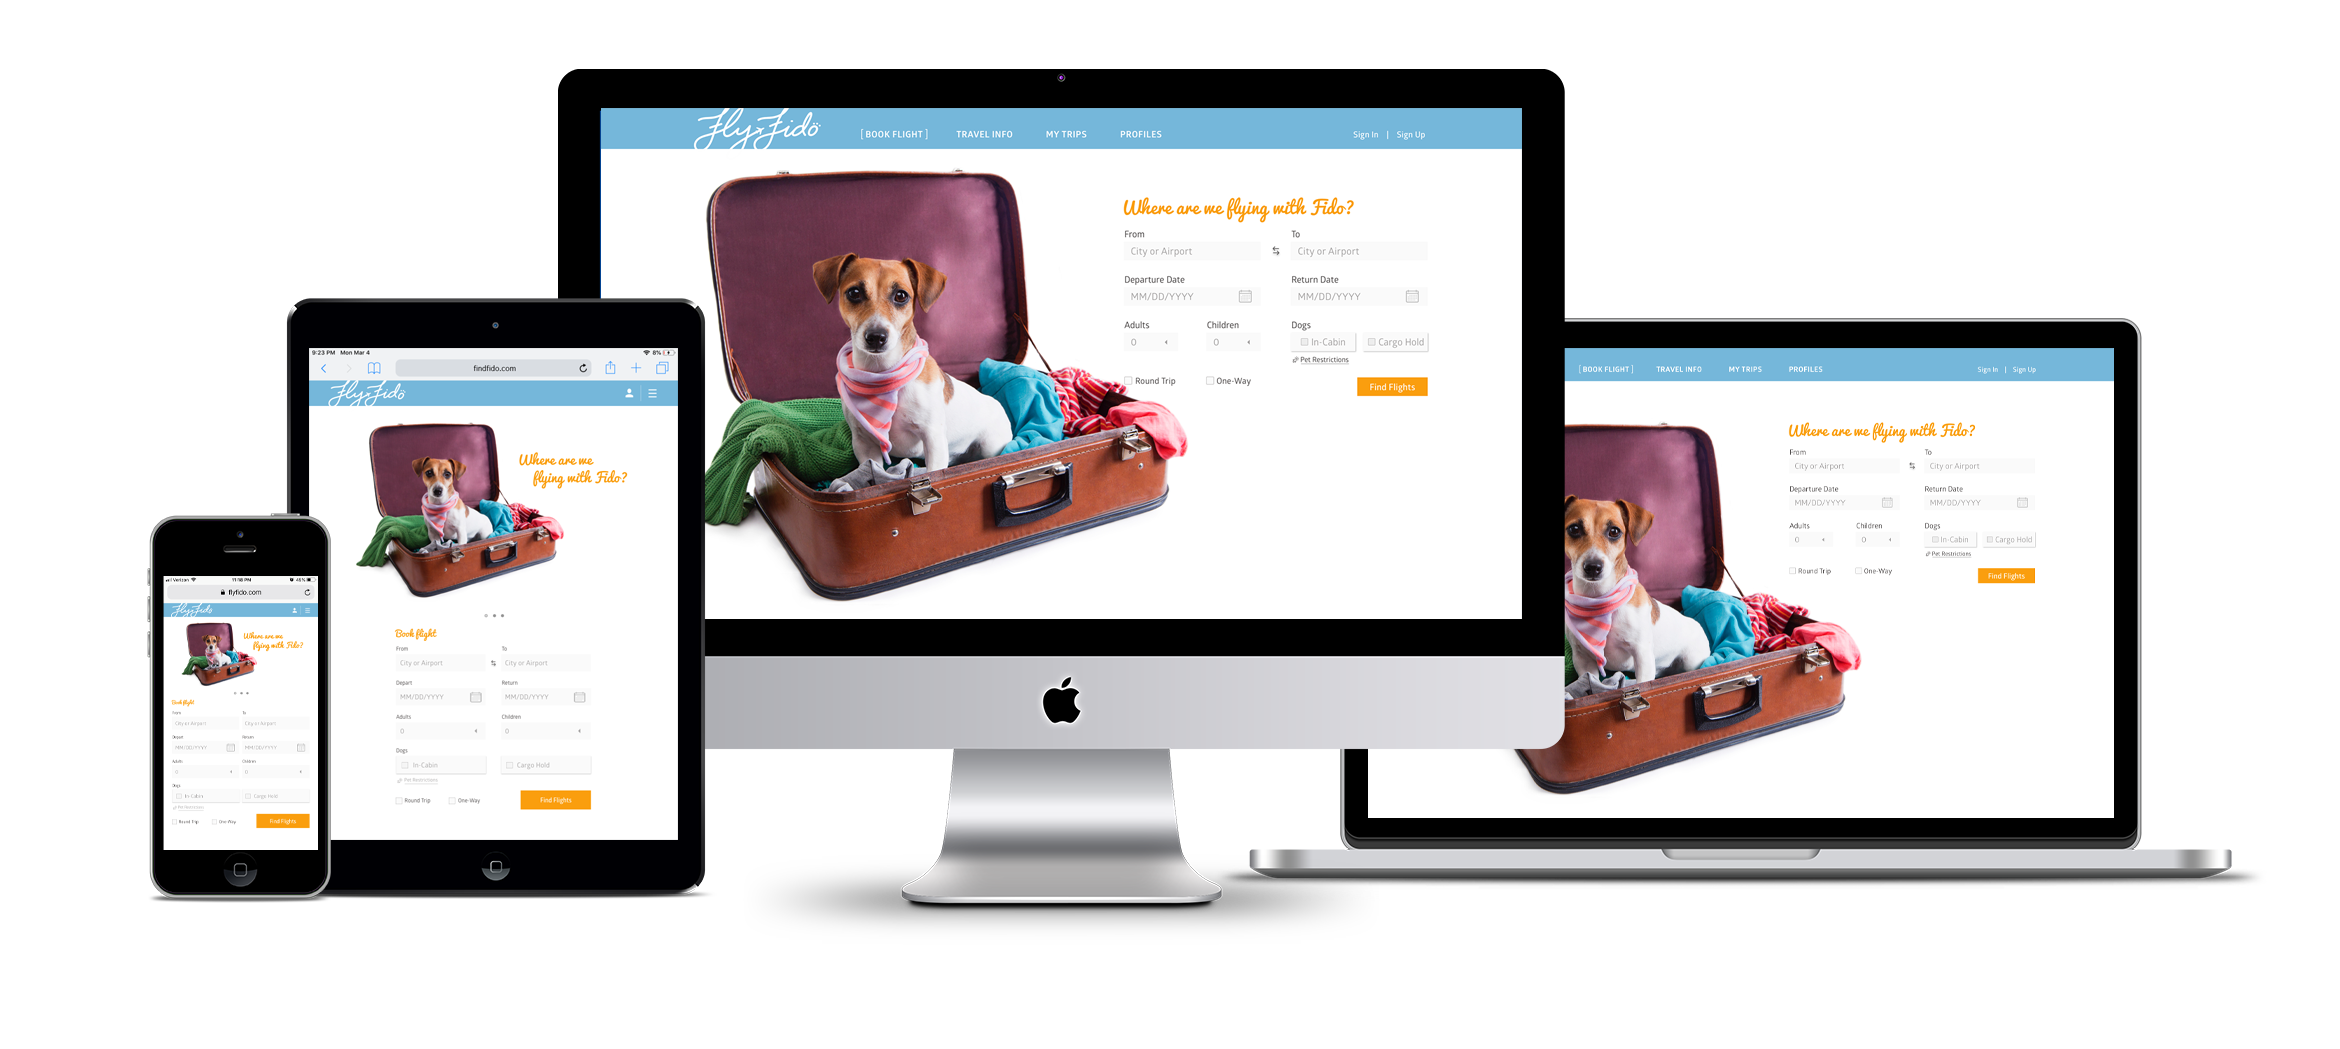 Fly Fido
[ BOOK FLIGHT ] TRAVEL INFO MY TRIPS PROFILES Sign In | Sign Up
Where are we flying with Fido?
From To
City or Airport City or Airport
Departure Date Return Date
MM/DD/YYYY MM/DD/YYYY
Adults Children Dogs
0 0 In-Cabin Cargo Hold
Pet Restrictions
Round Trip One-Way
Find Flights
9:23 PM Mon Mar 4 8%
findfido.com
Fly Fido
Where are we
flying with Fido?
Book flight
From To
City or Airport City or Airport
Depart Return
MM/DD/YYYY MM/DD/YYYY
Adults Children
0 0
Dogs
In-Cabin Cargo Hold
Pet Restrictions
Round Trip One-Way Find Flights
Verizon 11:58 PM 46%
flyfido.com
Fly Fido
Where are we
flying with Fido?
Book flight
From To
City or Airport City or Airport
Depart Return
MM/DD/YYYY MM/DD/YYYY
Adults Children
0 0
Dogs
In-Cabin Cargo Hold
Pet Restrictions
Round Trip One-Way Find Flights
[ BOOK FLIGHT ] TRAVEL INFO MY TRIPS PROFILES Sign In | Sign Up
Where are we flying with Fido?
From To
City or Airport City or Airport
Departure Date Return Date
MM/DD/YYYY MM/DD/YYYY
Adults Children Dogs
0 0 In-Cabin Cargo Hold
Pet Restrictions
Round Trip One-Way
Find Flights